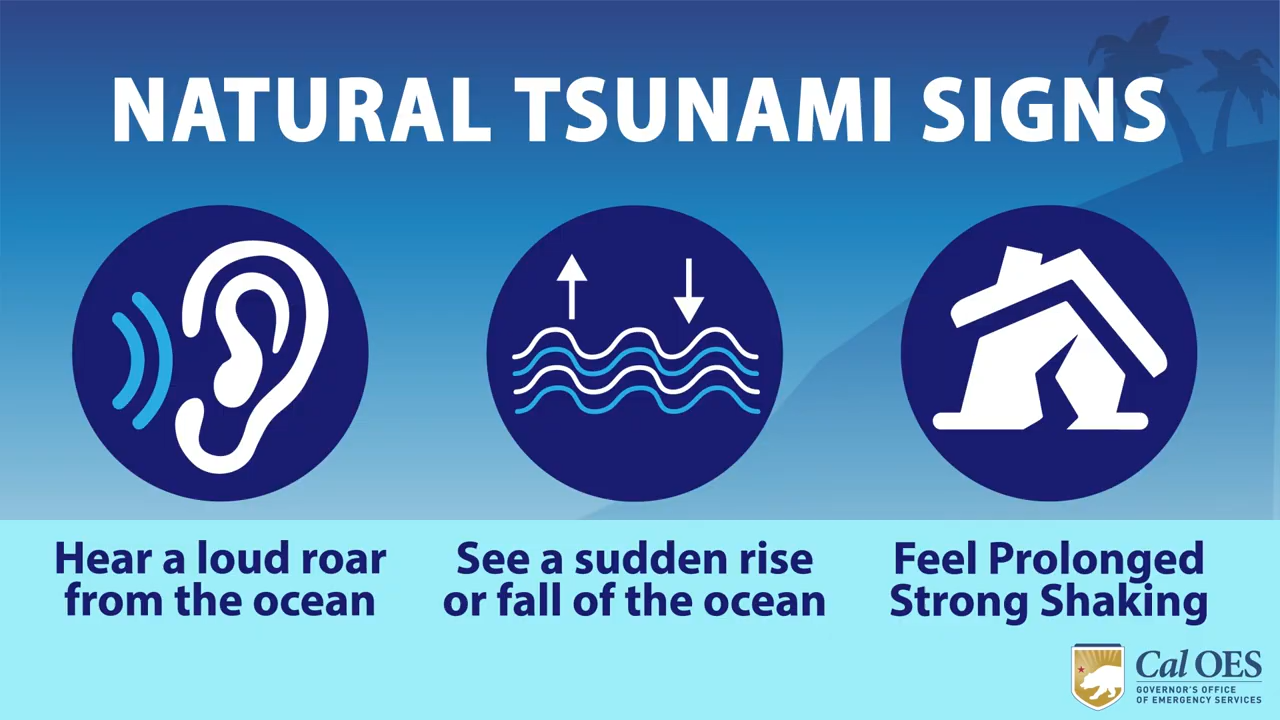 NATURAL TSUNAMI SIGNS
Hear a loud roar
from the ocean
See a sudden rise
or fall of the ocean
Feel Prolonged
Strong Shaking
Cal OES
GOVERNOR'S OFFICE
OF EMERGENCY SERVICES